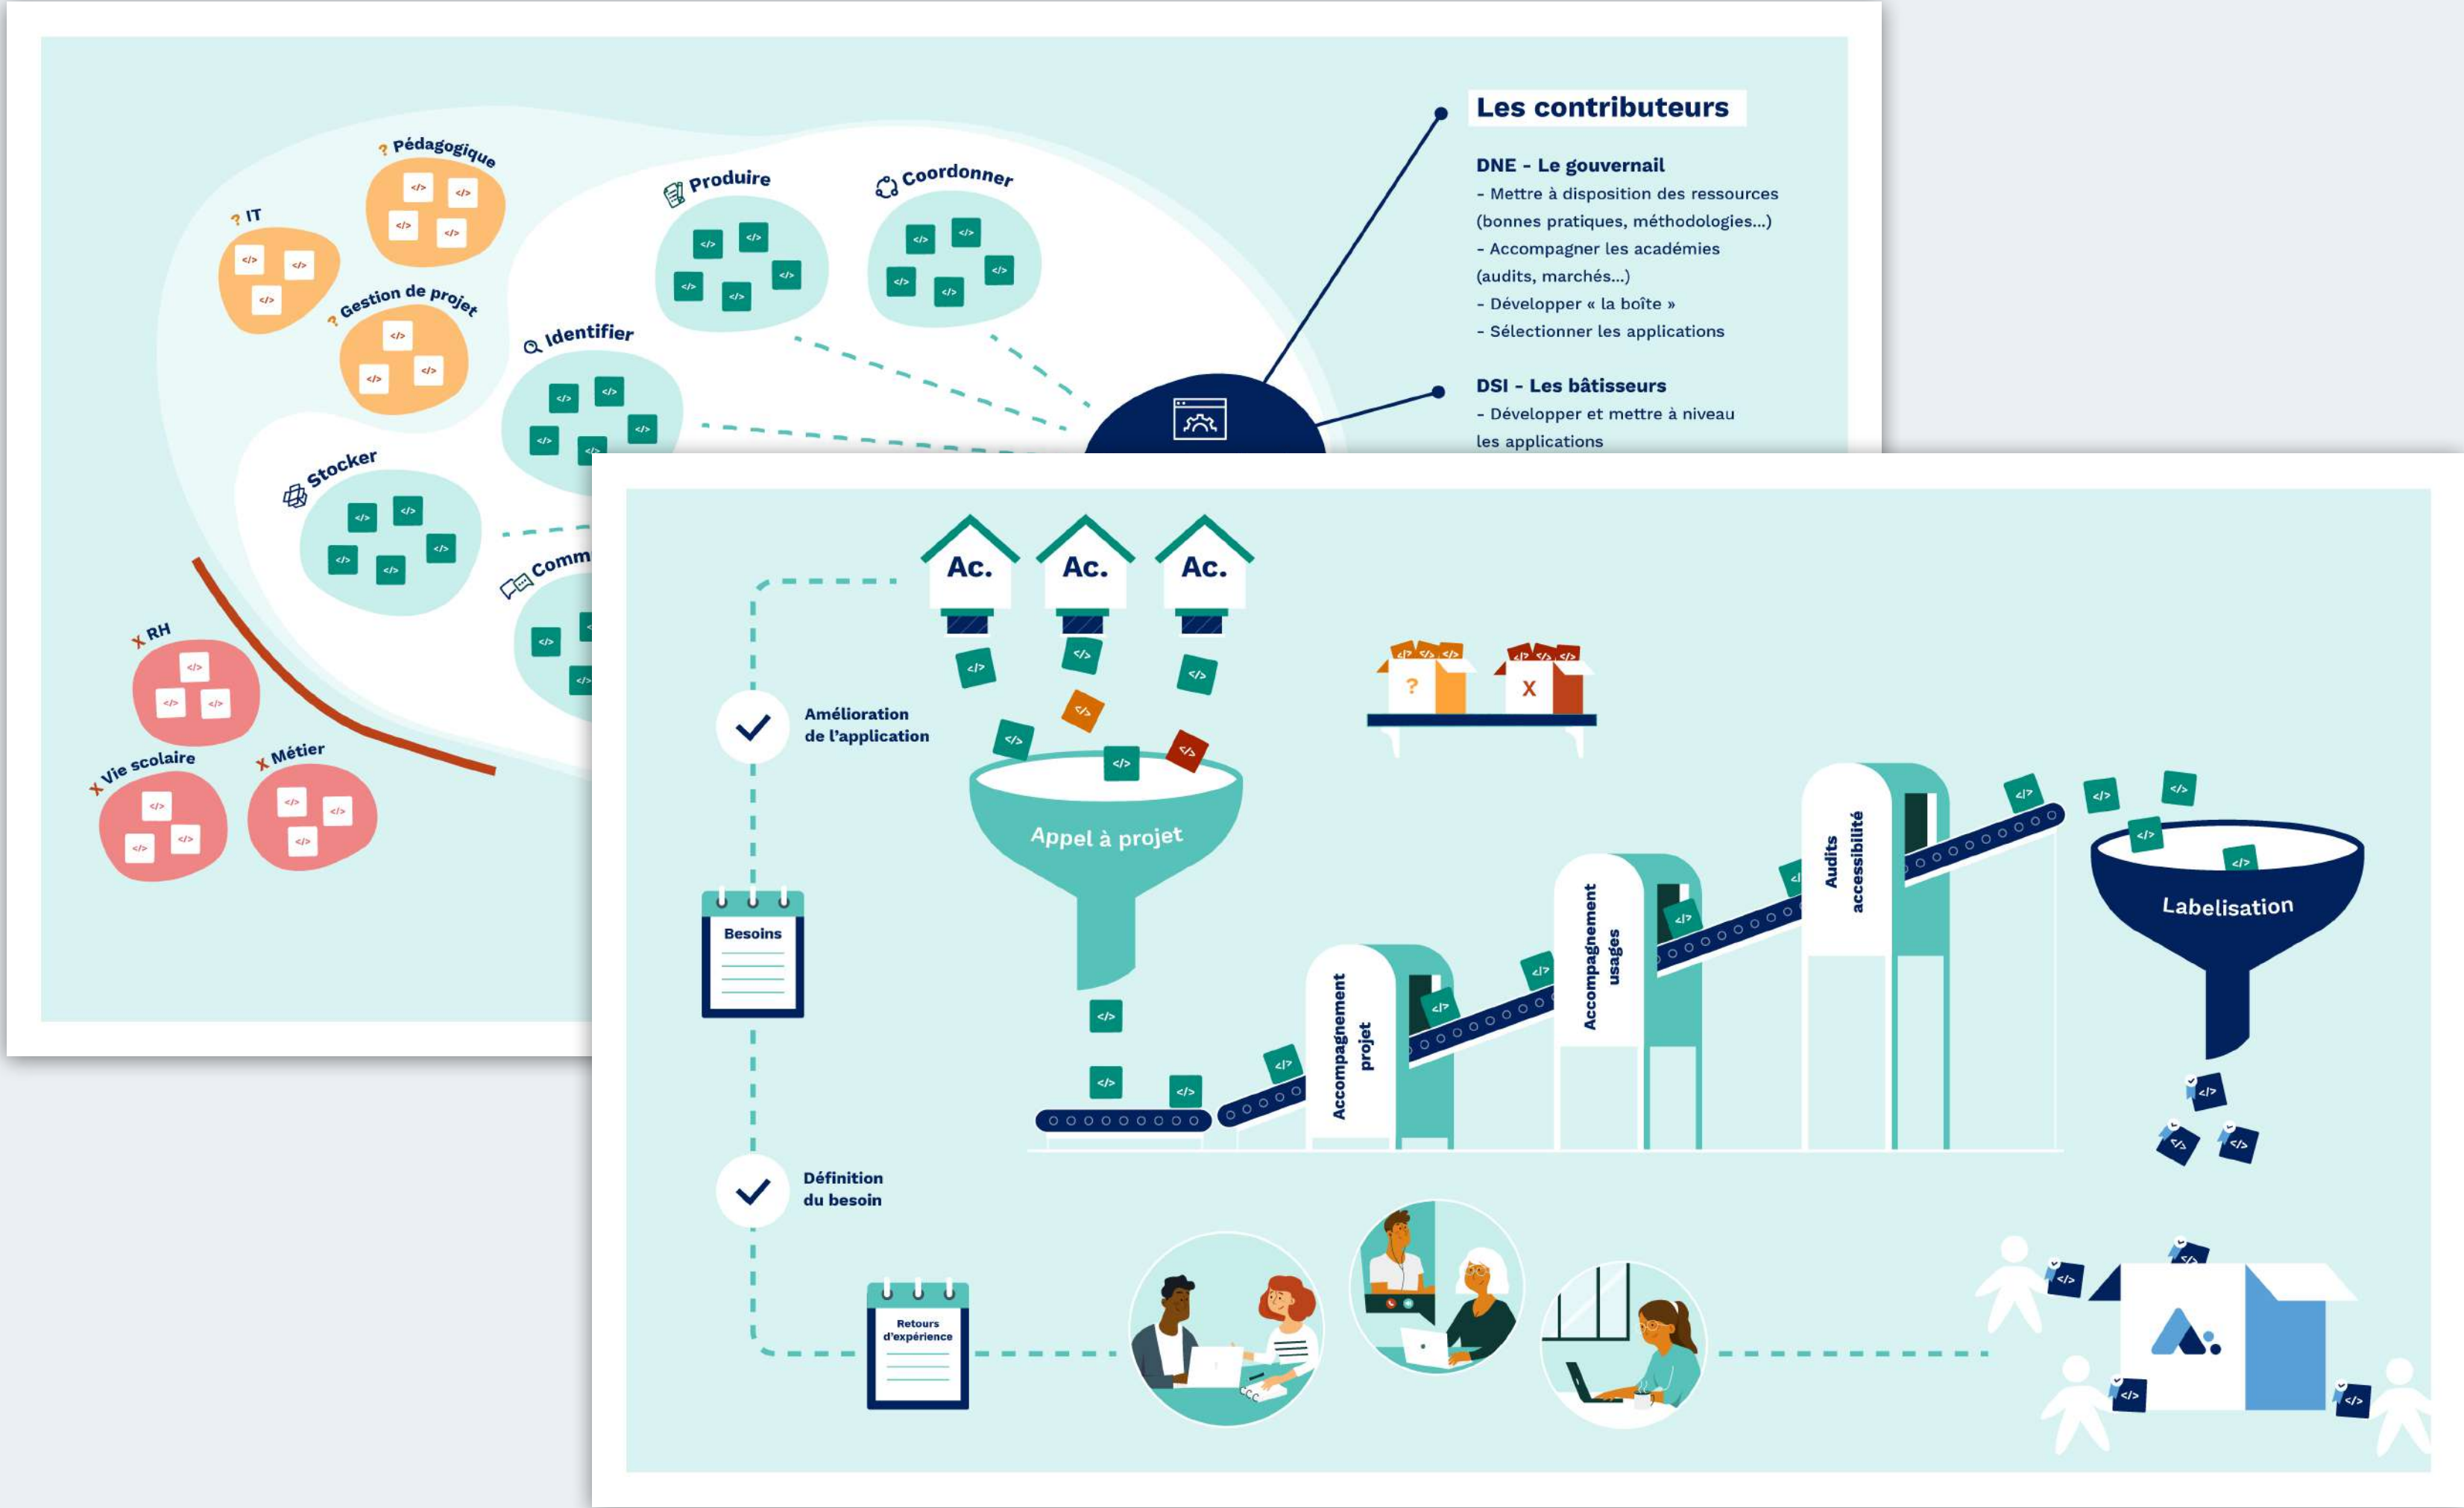 Les contributeurs
DNE - Le gouvernail
- Mettre à disposition des ressources
(bonnes pratiques, méthodologies...)
- Accompagner les académies
(audits, marchés...)
- Développer « la boîte »
- Sélectionner les applications
DSI - Les bâtisseurs
- Développer et mettre à niveau
les applications
? Pédagogique
? IT
? Gestion de projet
Produire
Coordonner
Identifier
Stocker
Comm
X RH
X Vie scolaire
X Métier
Ac.
Ac.
Ac.
? X
Amélioration
de l'application
Appel à projet
Besoins
Accompagnement
projet
Accompagnement
usages
Audits
accessibilité
Labelisation
Définition
du besoin
Retours
d'expérience